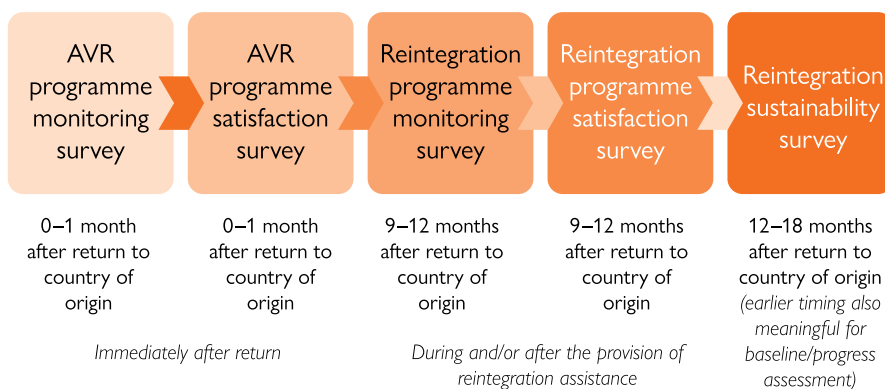 AVR
programme
monitoring
survey
AVR
programme
satisfaction
survey
Reintegration
programme
monitoring
survey
Reintegration
programme
satisfaction
survey
Reintegration
sustainability
survey
0–1 month
after return to
country of
origin
0–1 month
after return to
country of
origin
9–12 months
after return to
country of
origin
9–12 months
after return to
country of
origin
12–18 months
after return to
country of origin
(earlier timing also
meaningful for
baseline/progress
assessment)
Immediately after return
During and/or after the provision of
reintegration assistance